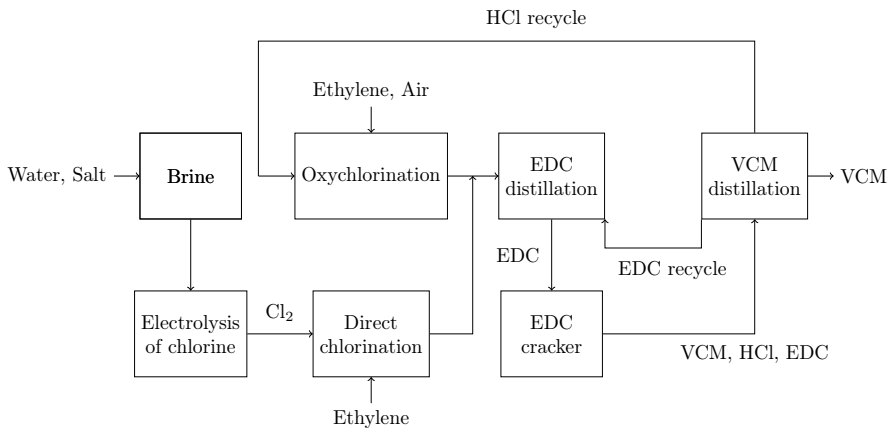 HCl recycle
Ethylene, Air
Water, Salt
Brine
Oxychlorination
EDC
distillation
VCM
distillation
VCM
EDC
EDC recycle
Electrolysis
of chlorine
Cl₂
Direct
chlorination
EDC
cracker
VCM, HCl, EDC
Ethylene